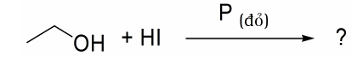 P (đỏ)
OH + HI ?